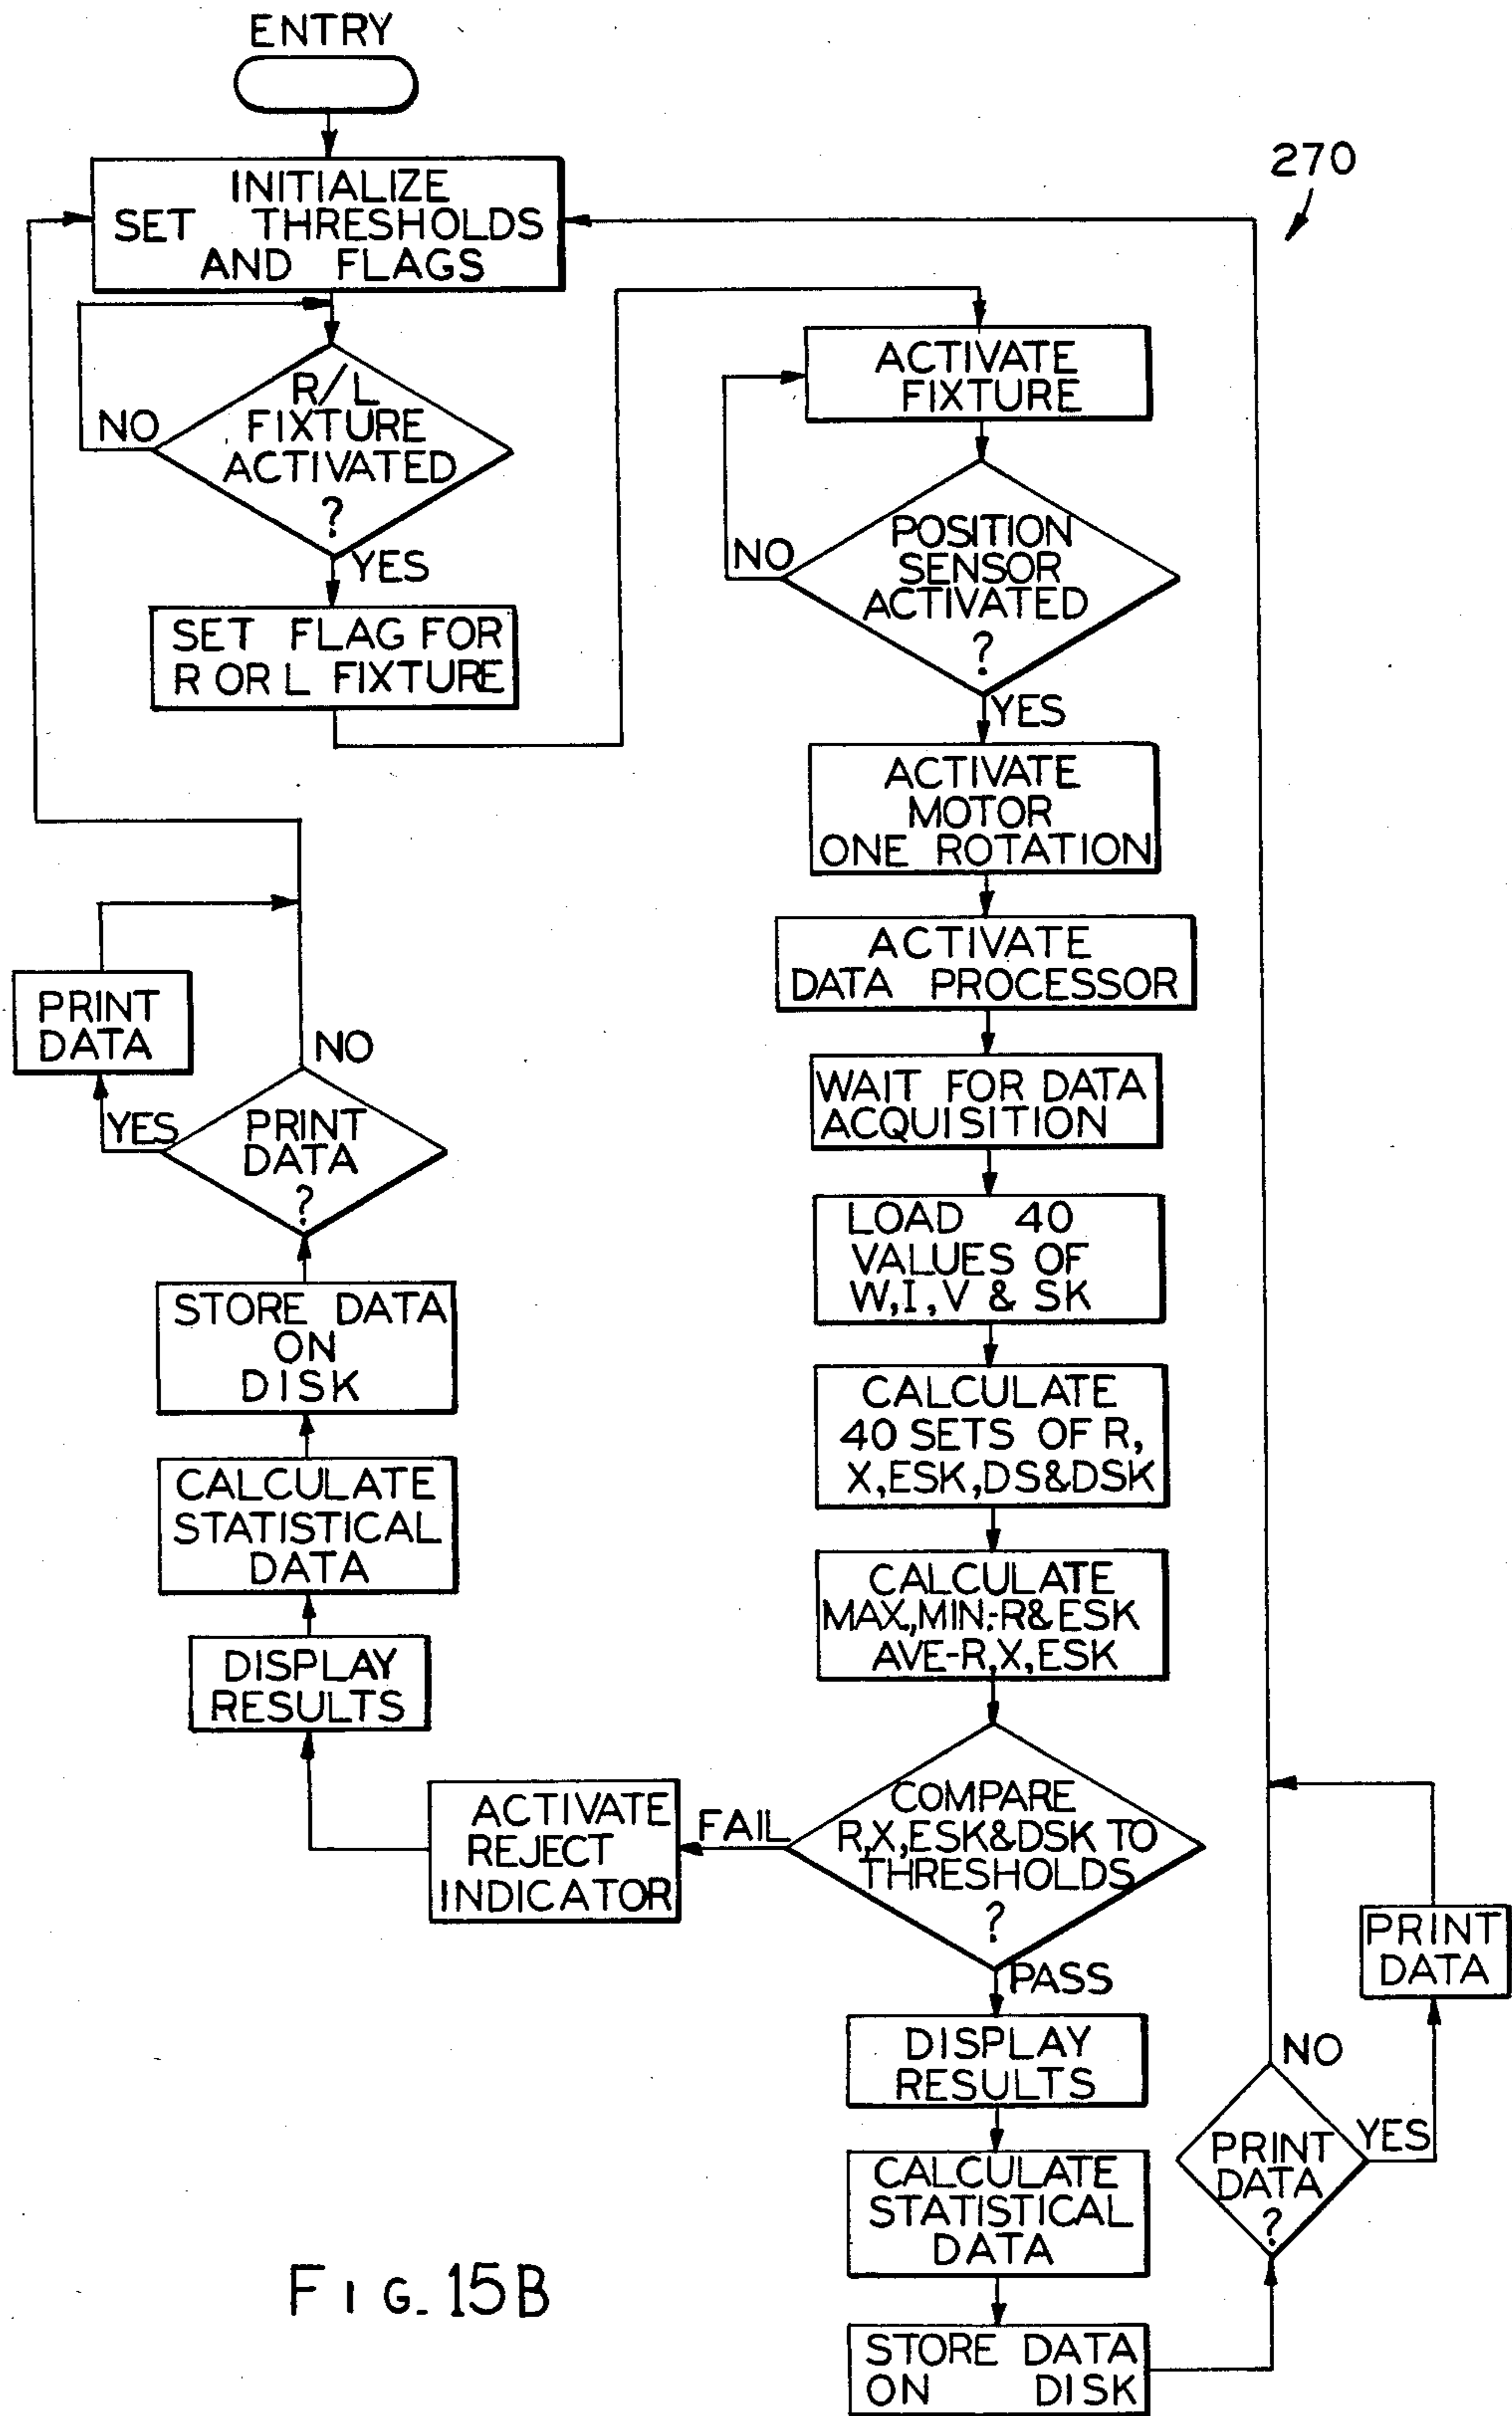 ENTRY
270
INITIALIZE
SET THRESHOLDS
AND FLAGS
R/L
FIXTURE
ACTIVATED
?
NO
YES
SET FLAG FOR
R OR L FIXTURE
ACTIVATE
FIXTURE
POSITION
SENSOR
ACTIVATED
?
NO
YES
ACTIVATE
MOTOR
ONE ROTATION
ACTIVATE
DATA PROCESSOR
WAIT FOR DATA
ACQUISITION
LOAD 40
VALUES OF
W,I,V & SK
CALCULATE
40 SETS OF R,
X,ESK,DS&DSK
CALCULATE
MAX.,MIN.-R&ESK
AVE-R,X,ESK
COMPARE
R,X,ESK&DSK TO
THRESHOLDS
?
FAIL
PASS
ACTIVATE
REJECT
INDICATOR
DISPLAY
RESULTS
CALCULATE
STATISTICAL
DATA
STORE DATA
ON
DISK
PRINT
DATA
?
YES
NO
PRINT
DATA
DISPLAY
RESULTS
CALCULATE
STATISTICAL
DATA
STORE DATA
ON DISK
PRINT
DATA
?
NO
YES
PRINT
DATA
FIG. 15B